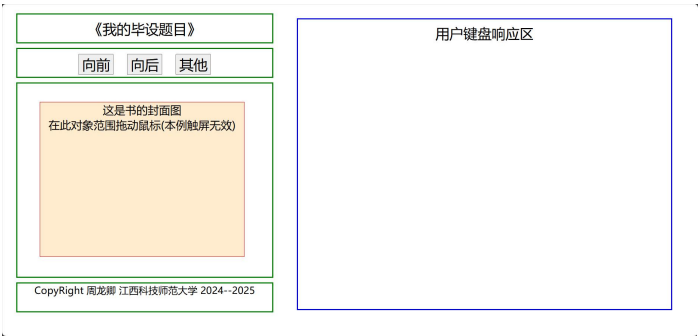 《我的毕设题目》
向前 向后 其他
这是书的封面图
在此对象范围拖动鼠标(本例触屏无效)
CopyRight 周龙卿 江西科技师范大学 2024--2025
用户键盘响应区